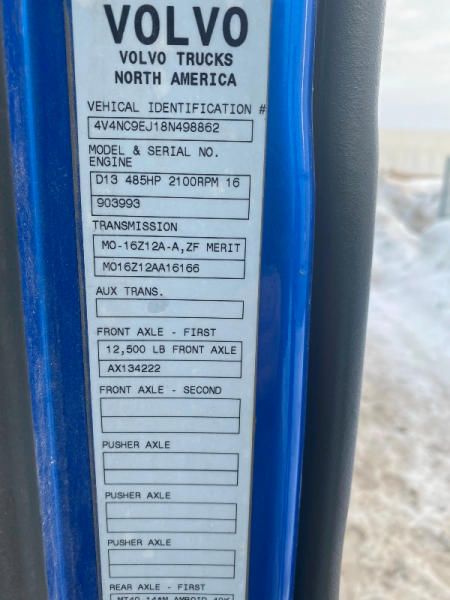 VOLVO
VOLVO TRUCKS
NORTH AMERICA
VEHICAL IDENTIFICATION #
4V4NC9EJ18N498862
MODEL & SERIAL NO.
ENGINE
D13 485HP 2100RPM 16
903993
TRANSMISSION
MO-16Z12A-A,ZF MERIT
MO16Z12AA16166
AUX TRANS.
FRONT AXLE - FIRST
12,500 LB FRONT AXLE
AX134222
FRONT AXLE - SECOND
PUSHER AXLE
PUSHER AXLE
PUSHER AXLE
REAR AXLE - FIRST